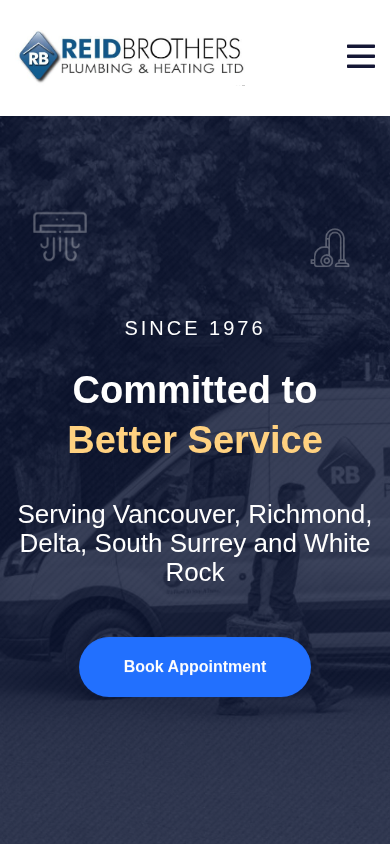 RB
REIDBROTHERS
PLUMBING & HEATING LTD
SINCE 1976
Committed to
Better Service
RB
Serving Vancouver, Richmond,
Delta, South Surrey and White
Rock
Book Appointment